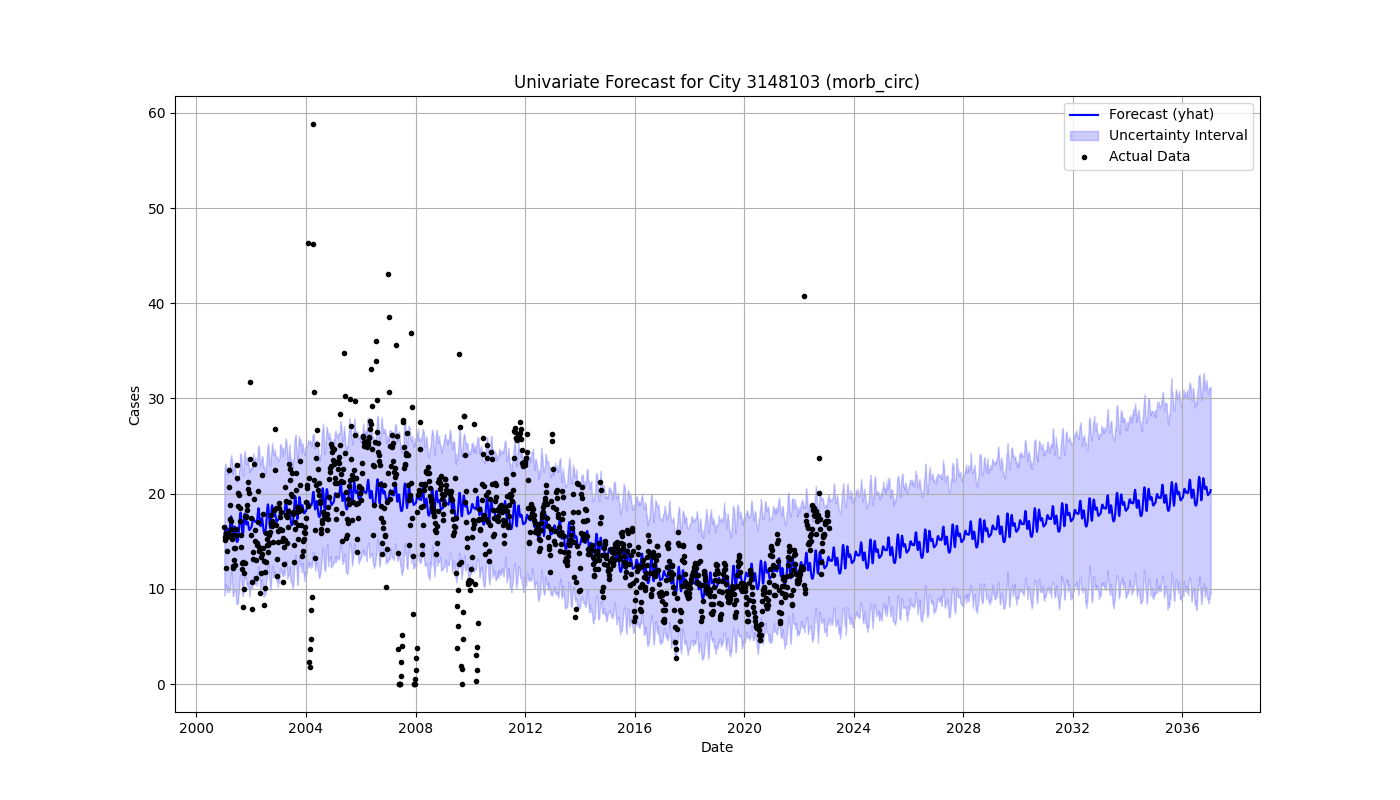 Univariate Forecast for City 3148103 (morb_circ)
Forecast (yhat)
Uncertainty Interval
Actual Data
Cases
60
50
40
30
20
10
0
2000 2004 2008 2012 2016 2020 2024 2028 2032 2036
Date